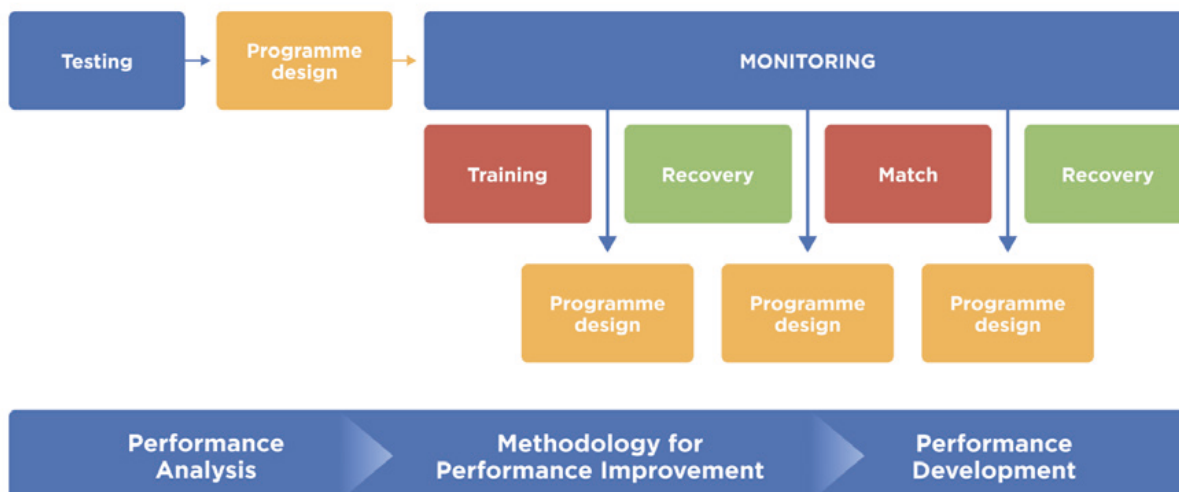 Testing
Programme
design
MONITORING
Training
Recovery
Match
Recovery
Programme
design
Programme
design
Programme
design
Performance
Analysis
Methodology for
Performance Improvement
Performance
Development